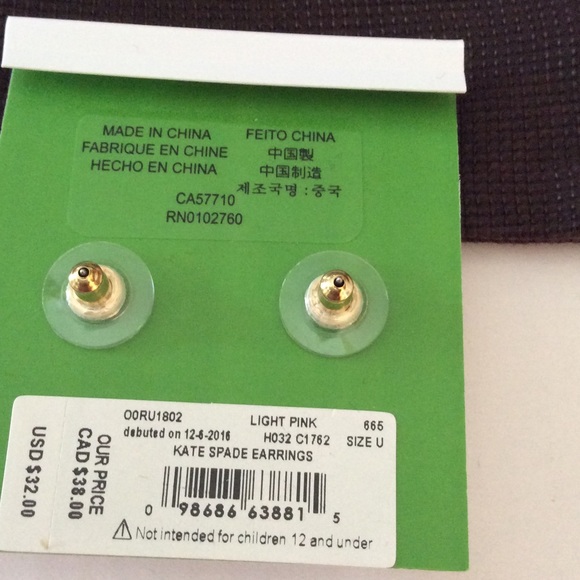 MADE IN CHINA FEITO CHINA
FABRIQUE EN CHINE 中国製
HECHO EN CHINA 中国制造
제조국명 : 중국
CA57710
RN0102760
O0RU1802 LIGHT PINK 665
debuted on 12-6-2016 H032 C1762 SIZE U
KATE SPADE EARRINGS
0 98686 63881 5
Not intended for children 12 and under
OUR PRICE
CAD $38.00
USD $32.00